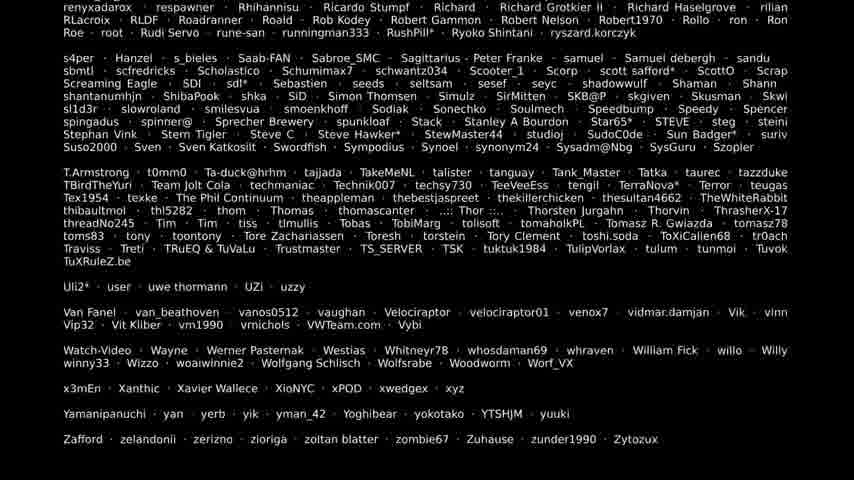 renyxadarox · respawner · Rhihannisu · Ricardo Stumpf · Richard · Richard Grotkier II · Richard Haselgrove · rilian
RLacroix · RLDF · Roadranner · Roald · Rob Kodey · Robert Gammon · Robert Nelson · Robert1970 · Rollo · ron · Ron
Roe · root · Rudi Servo · rune-san · runningman333 · RushPill* · Ryoko Shintani · ryszard.korczyk
s4per · Hanzel · s_bieles · Saab-FAN · Sabroe_SMC · Sagittarius - Peter Franke · samuel · Samuel debergh · sandu
sbmtl · scfredricks · Scholastico · Schumimax7 · schwantz034 · Scooter_1 · Scorp · scott safford* · ScottO · Scrap
Screaming Eagle · SDI · sdl* · Sebastien · seeds · seltsam · sesef · seyc · shadowwulf · Shaman · Shann
shantanumhjn · ShibaPook · shka · SiD · Simon Thomsen · Simulz · SirMitten · SKB@P · skgiven · Skusman · Skwi
sl1d3r · slowroland · smilesvua · smoenkhoff · Sodiak · Sonechko · Soulmech · Speedbump · Speedy · Spencer
spingadus · spinner@ · Sprecher Brewery · spunkloaf · Stack · Stanley A Bourdon · Star65* · STE\/E · steg · steini
Stephan Vink · Stern Tigler · Steve C · Steve Hawker* · StewMaster44 · studioj · SudoC0de · Sun Badger* · suriv
Suso2000 · Sven · Sven Katkosiit · Swordfish · Sympodius · Synoel · synonym24 · Sysadm@Nbg · SysGuru · Szopler
T.Armstrong · t0mm0 · Ta-duck@hrhm · tajjada · TakeMeNL · talister · tanguay · Tank_Master · Tatka · taurec · tazzduke
TBirdTheYuri · Team Jolt Cola · techmaniac · Technik007 · techsy730 · TeeVeeEss · tengil · TerraNova* · Terror · teugas
Tex1954 · texke · The Phil Continuum · theappleman · thebestjaspreet · thekillerchicken · thesultan4662 · TheWhiteRabbit
thibaultmol · thl5282 · thom · Thomas · thomascanter · ..:: Thor ::.. · Thorsten Jurgahn · Thorvin · ThrasherX-17
threadNo245 · Tim · Tim · tiss · tlmullis · Tobas · TobiMarg · tolisoft · tomaholkPL · Tomasz R. Gwiazda · tomasz78
toms83 · tony · toontony · Tore Zachariassen · Toresh · torstein · Tory Clement · toshi.soda · ToXiCallen68 · tr0ach
Traviss · Treti · TRuEQ & TuVaLu · Trustmaster · TS_SERVER · TSK · tuktuk1984 · TulipVorlax · tulum · tunmoi · Tuvok
TuXRuleZ.be
Uli2* · user · uwe thormann · UZi · uzzy
Van Fanel · van_beathoven · vanos0512 · vaughan · Velociraptor · velociraptor01 · venox7 · vidmar.damjan · Vik · vinn
Vip32 · Vit Kliber · vm1990 · vrnichols · VWTeam.com · Vybi
Watch-Video · Wayne · Werner Pasternak · Westias · Whitneyr78 · whosdaman69 · whraven · William Fick · willo · Willy
winny33 · Wizzo · woaiwinnie2 · Wolfgang Schlisch · Wolfsrabe · Woodworm · Worf_VX
x3mEn · Xanthic · Xavier Wallece · XioNYC · xPOD · xwedgex · xyz
Yamanipanuchi · yan · yerb · yik · yman_42 · Yoghibear · yokotako · YTSHJM · yuuki
Zafford · zelandonii · zerizno · zioriga · zoltan blatter · zombie67 · Zuhause · zunder1990 · Zytozux